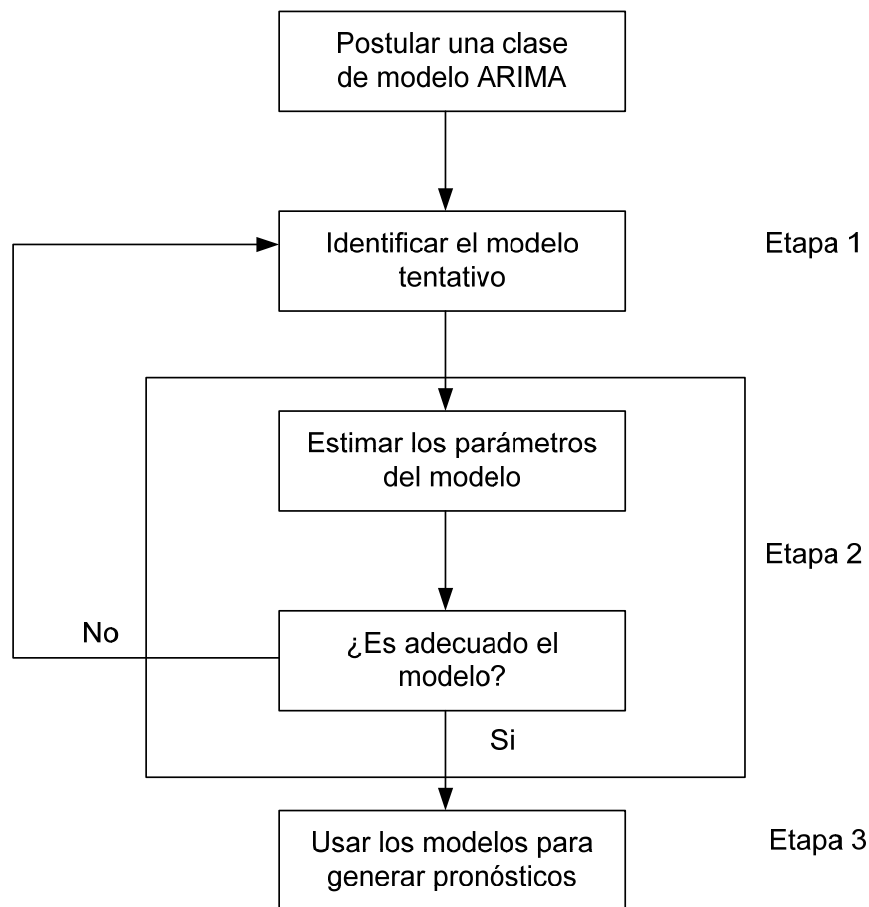 Postular una clase
de modelo ARIMA
Identificar el modelo
tentativo
Etapa 1
Estimar los parámetros
del modelo
Etapa 2
No
¿Es adecuado el
modelo?
Si
Usar los modelos para
generar pronósticos
Etapa 3